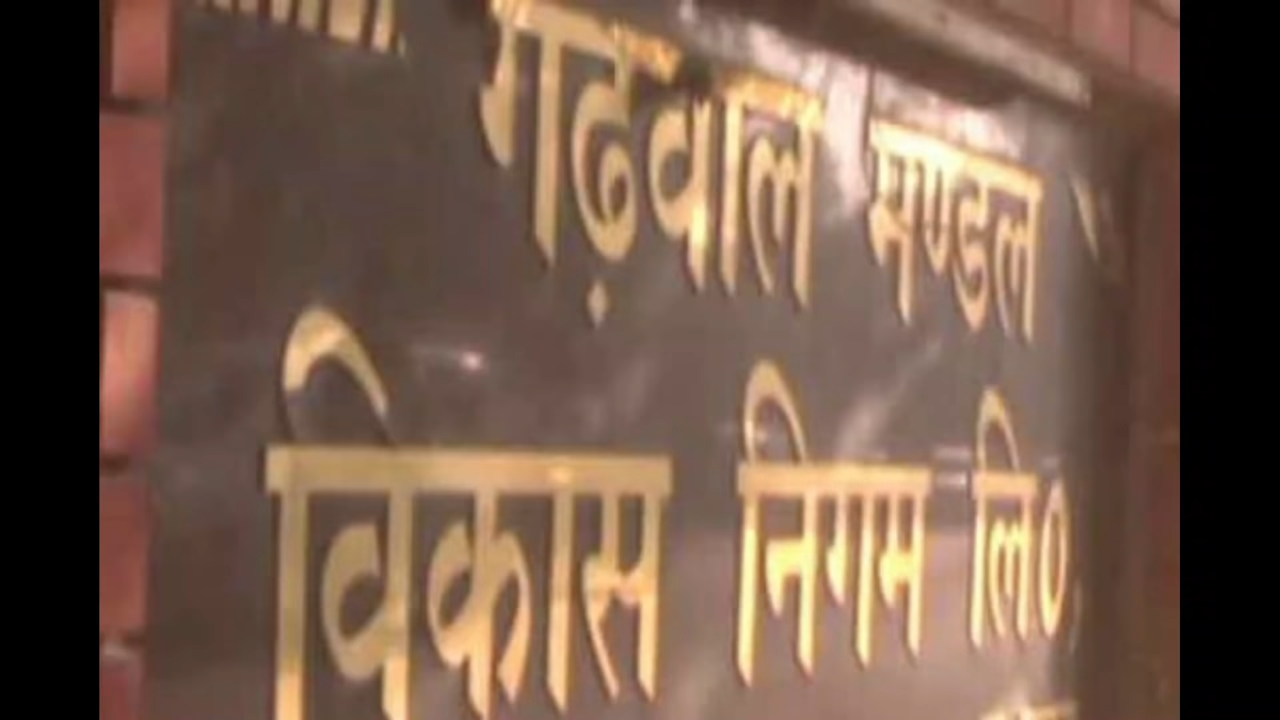 गढ़वाल मण्डल
विकास निगम लि०,